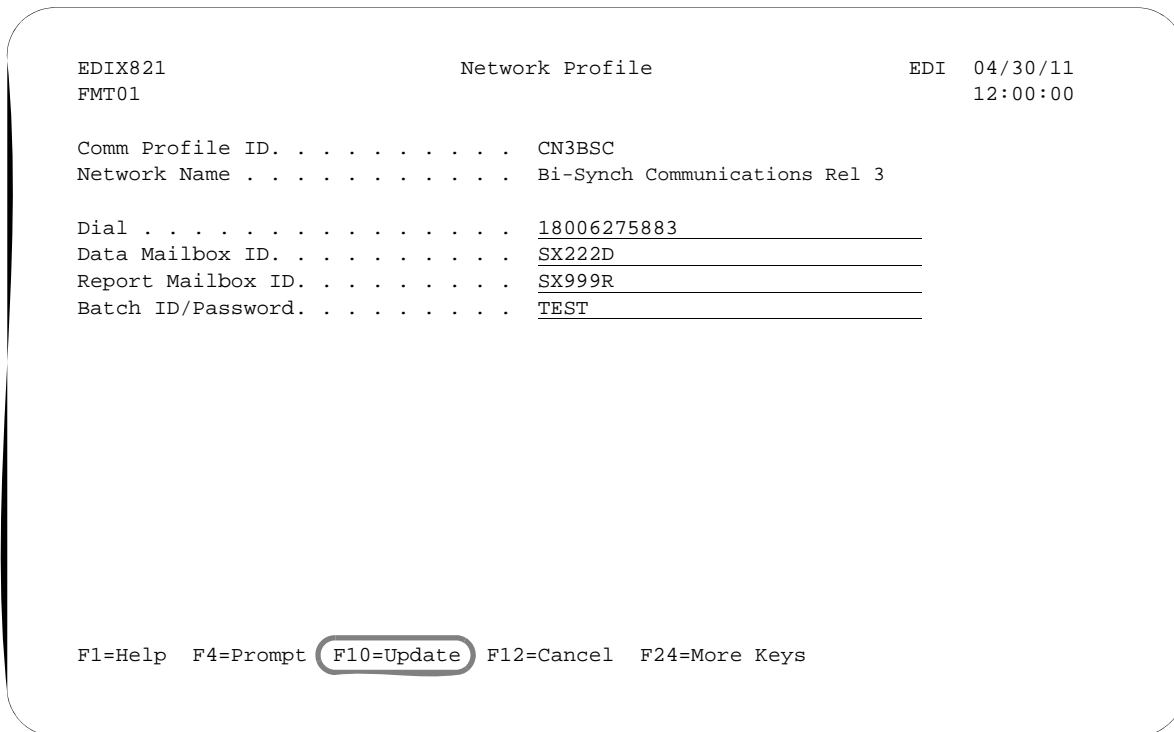 EDIX821 Network Profile EDI 04/30/11
FMT01 12:00:00
Comm Profile ID. . . . . . . . . . CN3BSC
Network Name . . . . . . . . . . . Bi-Synch Communications Rel 3
Dial . . . . . . . . . . . . . . . 18006275883
Data Mailbox ID. . . . . . . . . . SX222D
Report Mailbox ID. . . . . . . . . SX999R
Batch ID/Password. . . . . . . . . TEST
F1=Help F4=Prompt F10=Update F12=Cancel F24=More Keys